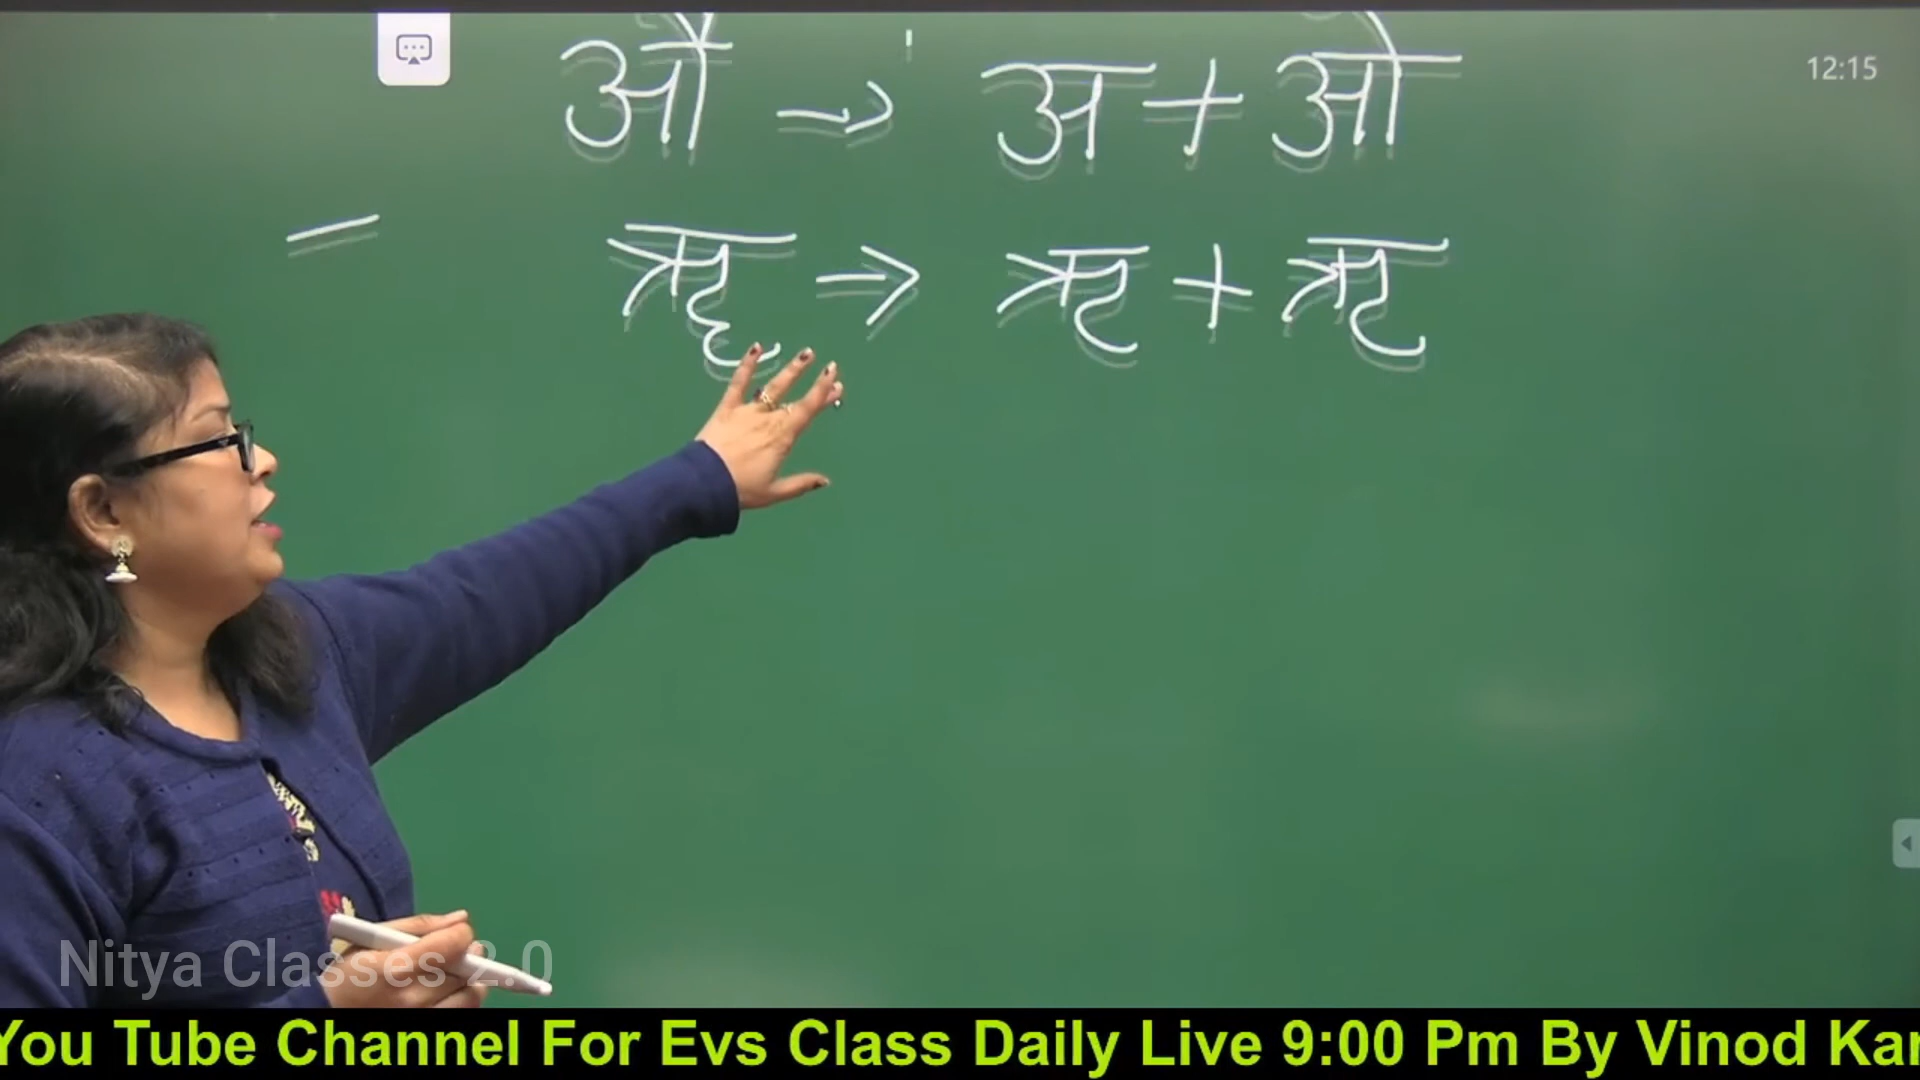 औ → अ + ओ
12:15
— ॠ → ऋ + ऋ
Nitya Classes 2.0
You Tube Channel For Evs Class Daily Live 9:00 Pm By Vinod Kar